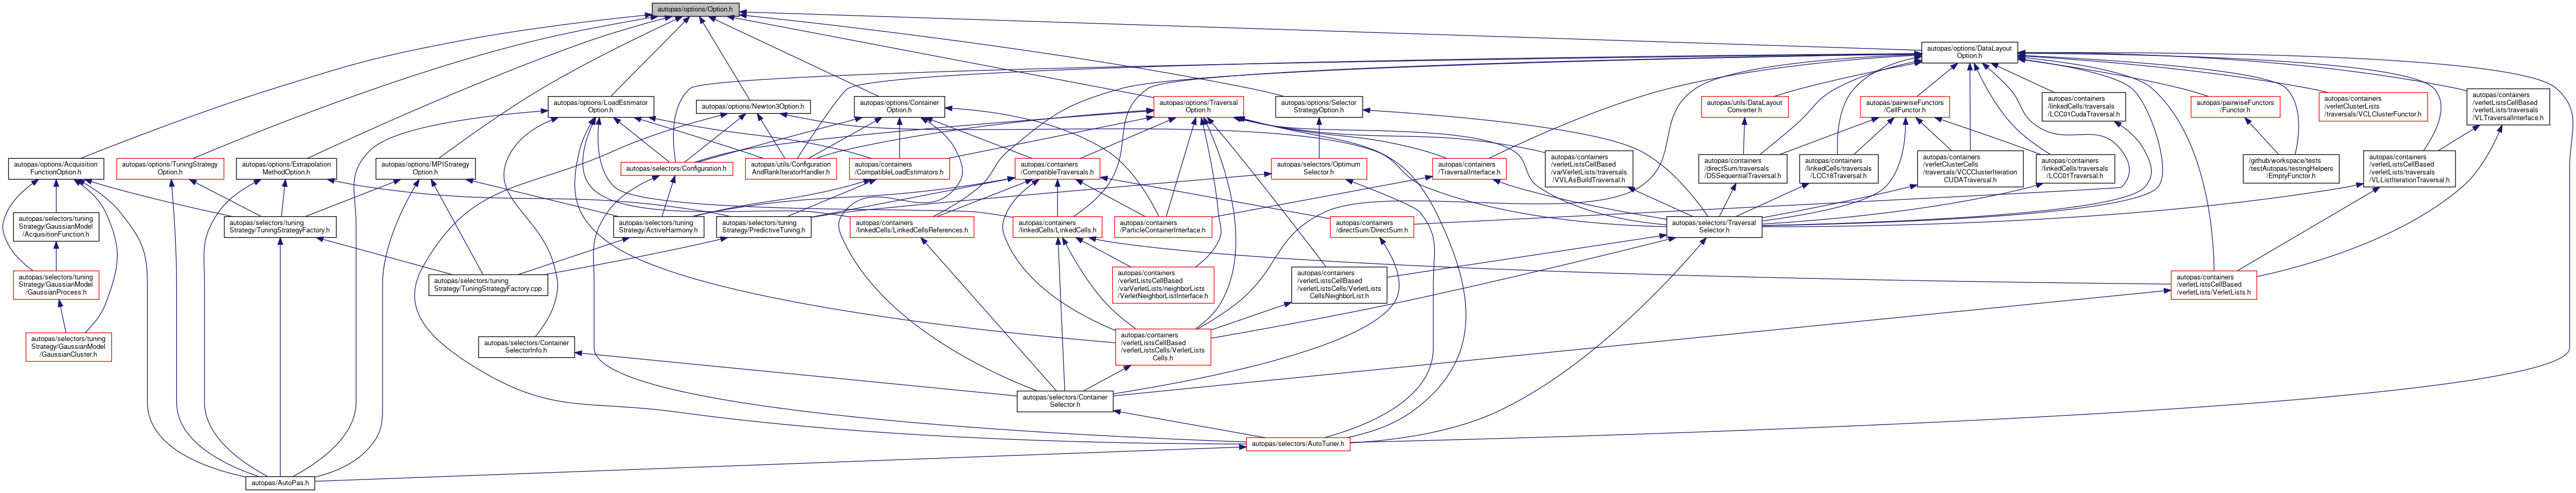 autopas/options/Option.h
autopas/options/DataLayout
Option.h
autopas/options/LoadEstimator
Option.h
autopas/options/Newton3Option.h
autopas/options/Container
Option.h
autopas/options/Traversal
Option.h
autopas/options/Selector
StrategyOption.h
autopas/utils/DataLayout
Converter.h
autopas/pairwiseFunctors
/CellFunctor.h
autopas/containers
/linkedCells/traversals
/LCC01CudaTraversal.h
autopas/pairwiseFunctors
/Functor.h
autopas/containers
/verletClusterLists
/traversals/VCLClusterFunctor.h
autopas/containers
/verletListsCellBased
/verletLists/traversals
/VLTraversalInterface.h
autopas/options/Acquisition
FunctionOption.h
autopas/options/TuningStrategy
Option.h
autopas/options/Extrapolation
MethodOption.h
autopas/options/MPIStrategy
Option.h
autopas/selectors/Configuration.h
autopas/utils/Configuration
AndRankIteratorHandler.h
autopas/containers
/CompatibleLoadEstimators.h
autopas/containers
/CompatibleTraversals.h
autopas/selectors/Optimum
Selector.h
autopas/containers
/TraversalInterface.h
autopas/containers
/verletListsCellBased
/varVerletLists/traversals
/VVLAsBuildTraversal.h
autopas/containers
/directSum/traversals
/DSSequentialTraversal.h
autopas/containers
/linkedCells/traversals
/LCC18Traversal.h
autopas/containers
/verletClusterCells
/traversals/VCCClusterIteration
CUDATraversal.h
autopas/containers
/linkedCells/traversals
/LCC01Traversal.h
/github/workspace/tests
/testAutopas/testingHelpers
/EmptyFunctor.h
autopas/containers
/verletListsCellBased
/verletLists/traversals
/VLListIterationTraversal.h
autopas/selectors/tuning
Strategy/GaussianModel
/AcquisitionFunction.h
autopas/selectors/tuning
Strategy/TuningStrategyFactory.h
autopas/selectors/tuning
Strategy/ActiveHarmony.h
autopas/selectors/tuning
Strategy/PredictiveTuning.h
autopas/containers
/linkedCells/LinkedCellsReferences.h
autopas/containers
/linkedCells/LinkedCells.h
autopas/containers
/ParticleContainerInterface.h
autopas/containers
/directSum/DirectSum.h
autopas/selectors/Traversal
Selector.h
autopas/selectors/tuning
Strategy/GaussianModel
/GaussianProcess.h
autopas/selectors/tuning
Strategy/TuningStrategyFactory.cpp
autopas/containers
/verletListsCellBased
/varVerletLists/neighborLists
/VerletNeighborListInterface.h
autopas/containers
/verletListsCellBased
/verletListsCells/VerletLists
CellsNeighborList.h
autopas/containers
/verletListsCellBased
/verletLists/VerletLists.h
autopas/selectors/tuning
Strategy/GaussianModel
/GaussianCluster.h
autopas/selectors/Container
SelectorInfo.h
autopas/containers
/verletListsCellBased
/verletListsCells/VerletLists
Cells.h
autopas/selectors/Container
Selector.h
autopas/selectors/AutoTuner.h
autopas/AutoPas.h